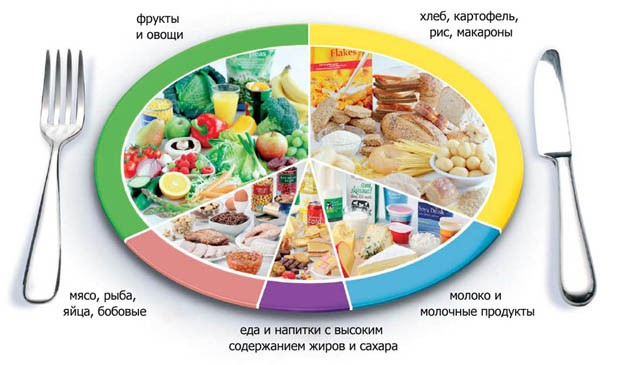 фрукты
и овощи
хлеб, картофель,
рис, макароны
Flakes
мясо, рыба,
яйца, бобовые
молоко и
молочные продукты
еда и напитки с высоким
содержанием жиров и сахара